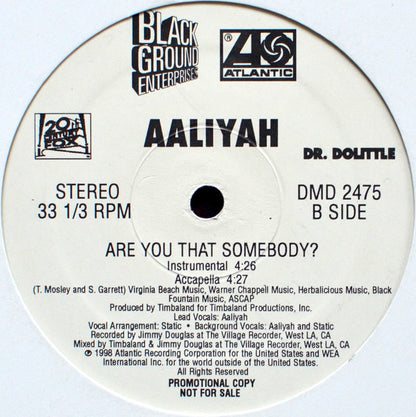 BLACK
GROUND
ENTERPRISES
®
ATLANTIC
20th
CENTURY
FOX
AALIYAH
DR. DOLITTLE
STEREO
33 1/3 RPM
DMD 2475
B SIDE
ARE YOU THAT SOMEBODY?
Instrumental 4:26
Accapella 4:27
(T. Mosley and S. Garrett) Virginia Beach Music, Warner Chappell Music, Herbalicious Music, Black
Fountain Music, ASCAP
Produced by Timbaland for Timbaland Productions, Inc.
Lead Vocals: Aaliyah
Vocal Arrangement: Static • Background Vocals: Aaliyah and Static
Recorded by Jimmy Douglas at The Village Recorder, West LA, CA
Mixed by Timbaland & Jimmy Douglas at The Village Recorder, West LA, CA
℗ 1998 Atlantic Recording Corporation for the United States and WEA
International Inc. for the world outside of the United States.
All Rights Reserved
PROMOTIONAL COPY
NOT FOR SALE